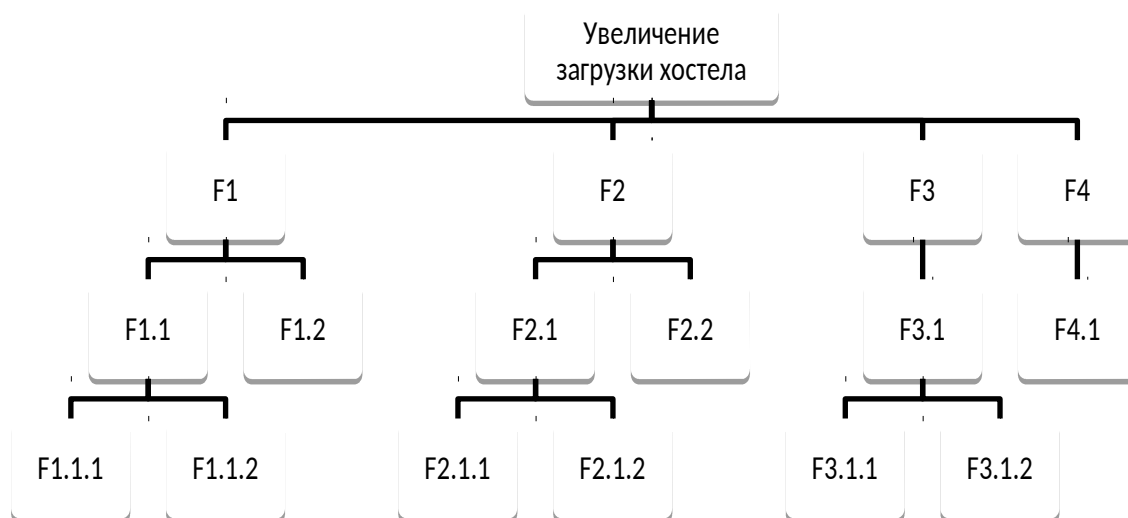 Увеличение
загрузки хостела
F1
F2
F3
F4
F1.1
F1.2
F2.1
F2.2
F3.1
F4.1
F1.1.1
F1.1.2
F2.1.1
F2.1.2
F3.1.1
F3.1.2